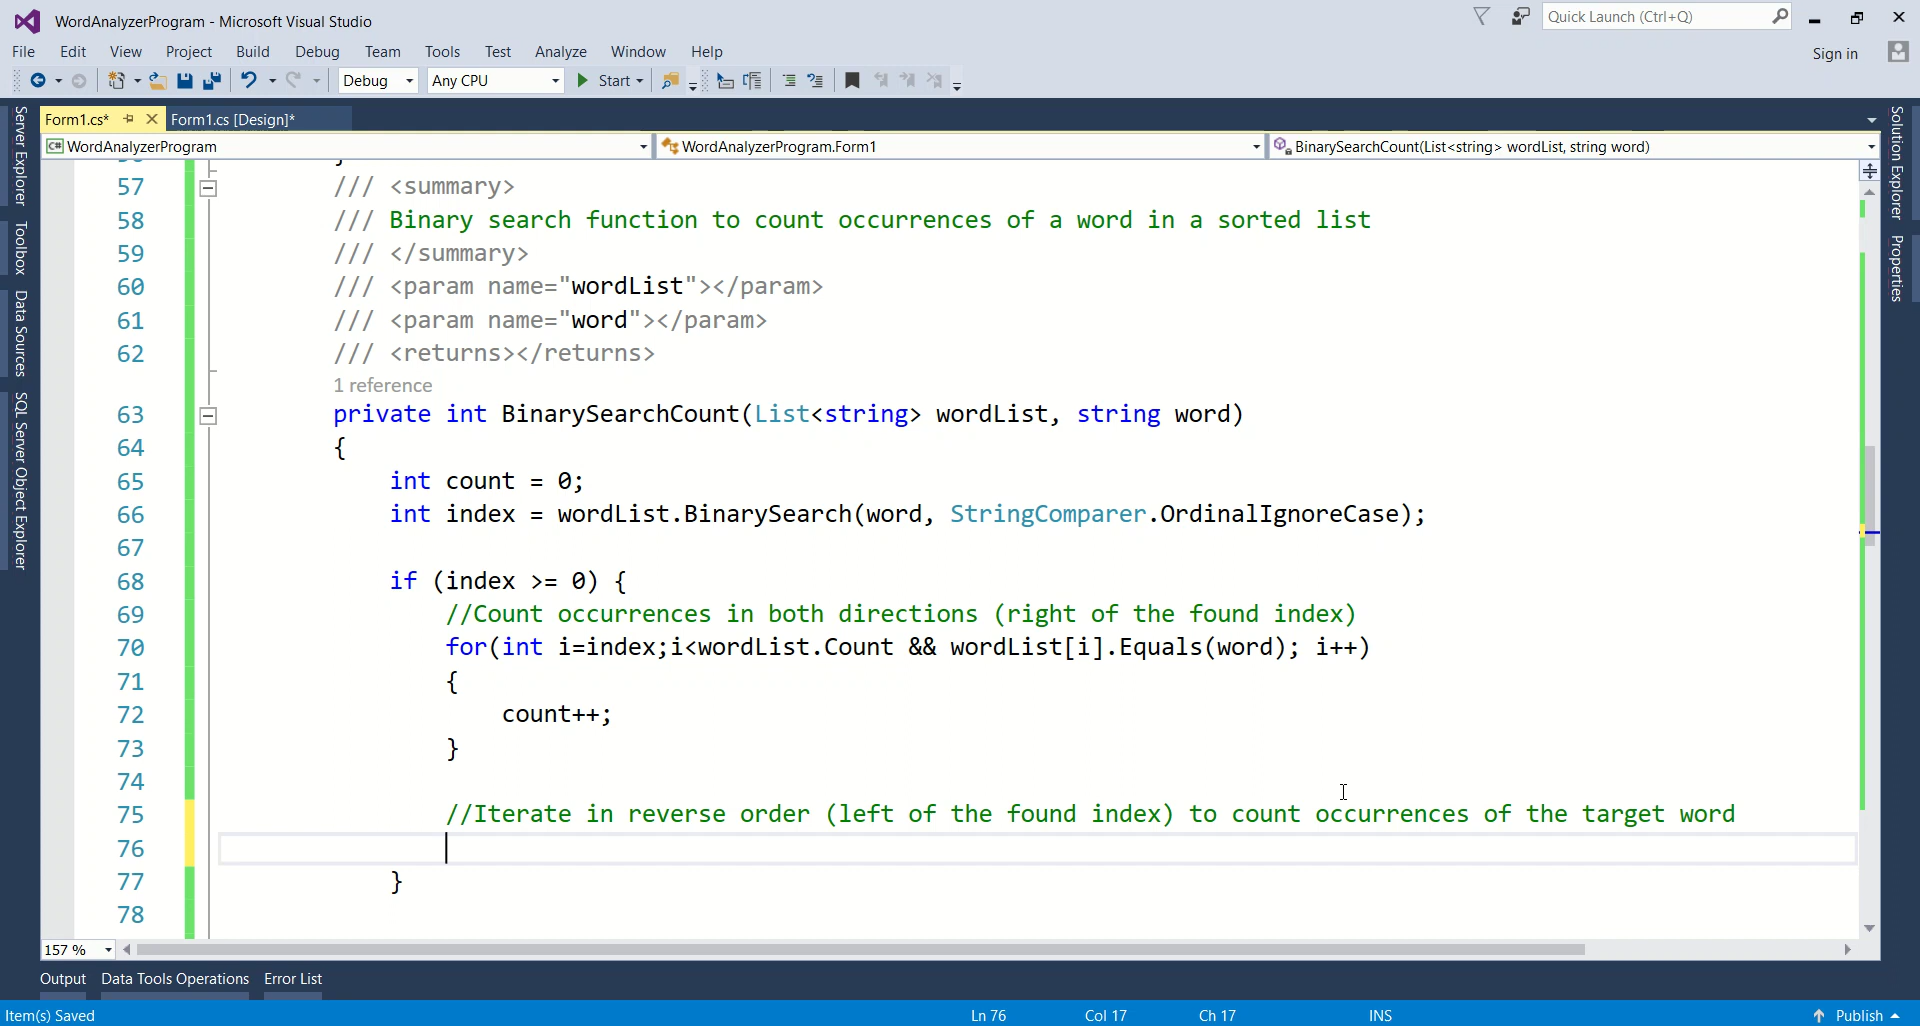 WordAnalyzerProgram - Microsoft Visual Studio
Quick Launch (Ctrl+Q)
File Edit View Project Build Debug Team Tools Test Analyze Window Help
Sign in
Debug Any CPU Start
Form1.cs* Form1.cs [Design]*
C# WordAnalyzerProgram WordAnalyzerProgram.Form1 BinarySearchCount(List<string> wordList, string word)
Server Explorer
Toolbox
Data Sources
SQL Server Object Explorer
Solution Explorer
Properties
}
57 /// <summary>
58 /// Binary search function to count occurrences of a word in a sorted list
59 /// </summary>
60 /// <param name="wordList"></param>
61 /// <param name="word"></param>
62 /// <returns></returns>
1 reference
63 private int BinarySearchCount(List<string> wordList, string word)
64 {
65 int count = 0;
66 int index = wordList.BinarySearch(word, StringComparer.OrdinalIgnoreCase);
67
68 if (index >= 0) {
69 //Count occurrences in both directions (right of the found index)
70 for(int i=index;i<wordList.Count && wordList[i].Equals(word); i++)
71 {
72 count++;
73 }
74
75 //Iterate in reverse order (left of the found index) to count occurrences of the target word
76
77 }
78
157 %
Output Data Tools Operations Error List
Item(s) Saved Ln 76 Col 17 Ch 17 INS Publish